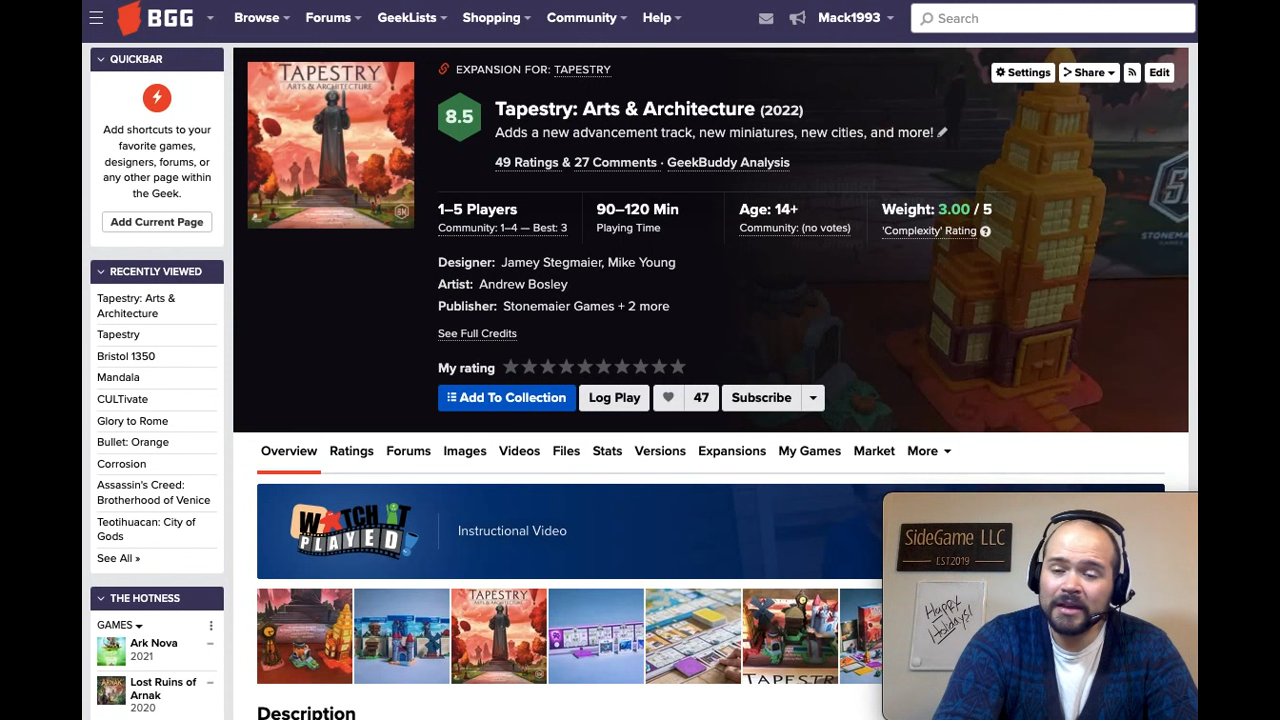 BGG
Browse Forums GeekLists Shopping Community Help
Mack1993
Search
QUICKBAR
Add shortcuts to your
favorite games,
designers, forums, or
any other page within
the Geek.
Add Current Page
RECENTLY VIEWED
Tapestry: Arts &
Architecture
Tapestry
Bristol 1350
Mandala
CULTivate
Glory to Rome
Bullet: Orange
Corrosion
Assassin's Creed:
Brotherhood of Venice
Teotihuacan: City of
Gods
See All »
THE HOTNESS
GAMES
Ark Nova
2021
Lost Ruins of
Arnak
2020
TAPESTRY
ARTS & ARCHITECTURE
EXPANSION FOR: TAPESTRY
Settings Share Edit
8.5
Tapestry: Arts & Architecture (2022)
Adds a new advancement track, new miniatures, new cities, and more!
49 Ratings & 27 Comments · GeekBuddy Analysis
1–5 Players
Community: 1–4 — Best: 3
90–120 Min
Playing Time
Age: 14+
Community: (no votes)
Weight: 3.00 / 5
'Complexity' Rating
Designer: Jamey Stegmaier, Mike Young
Artist: Andrew Bosley
Publisher: Stonemaier Games + 2 more
See Full Credits
My rating
Add To Collection Log Play 47 Subscribe
Overview Ratings Forums Images Videos Files Stats Versions Expansions My Games Market More
WATCH IT
PLAYED
Instructional Video
TAPESTRY
TAPESTRY
Description
SideGame LLC
EST.2019
Happy
Holidays!